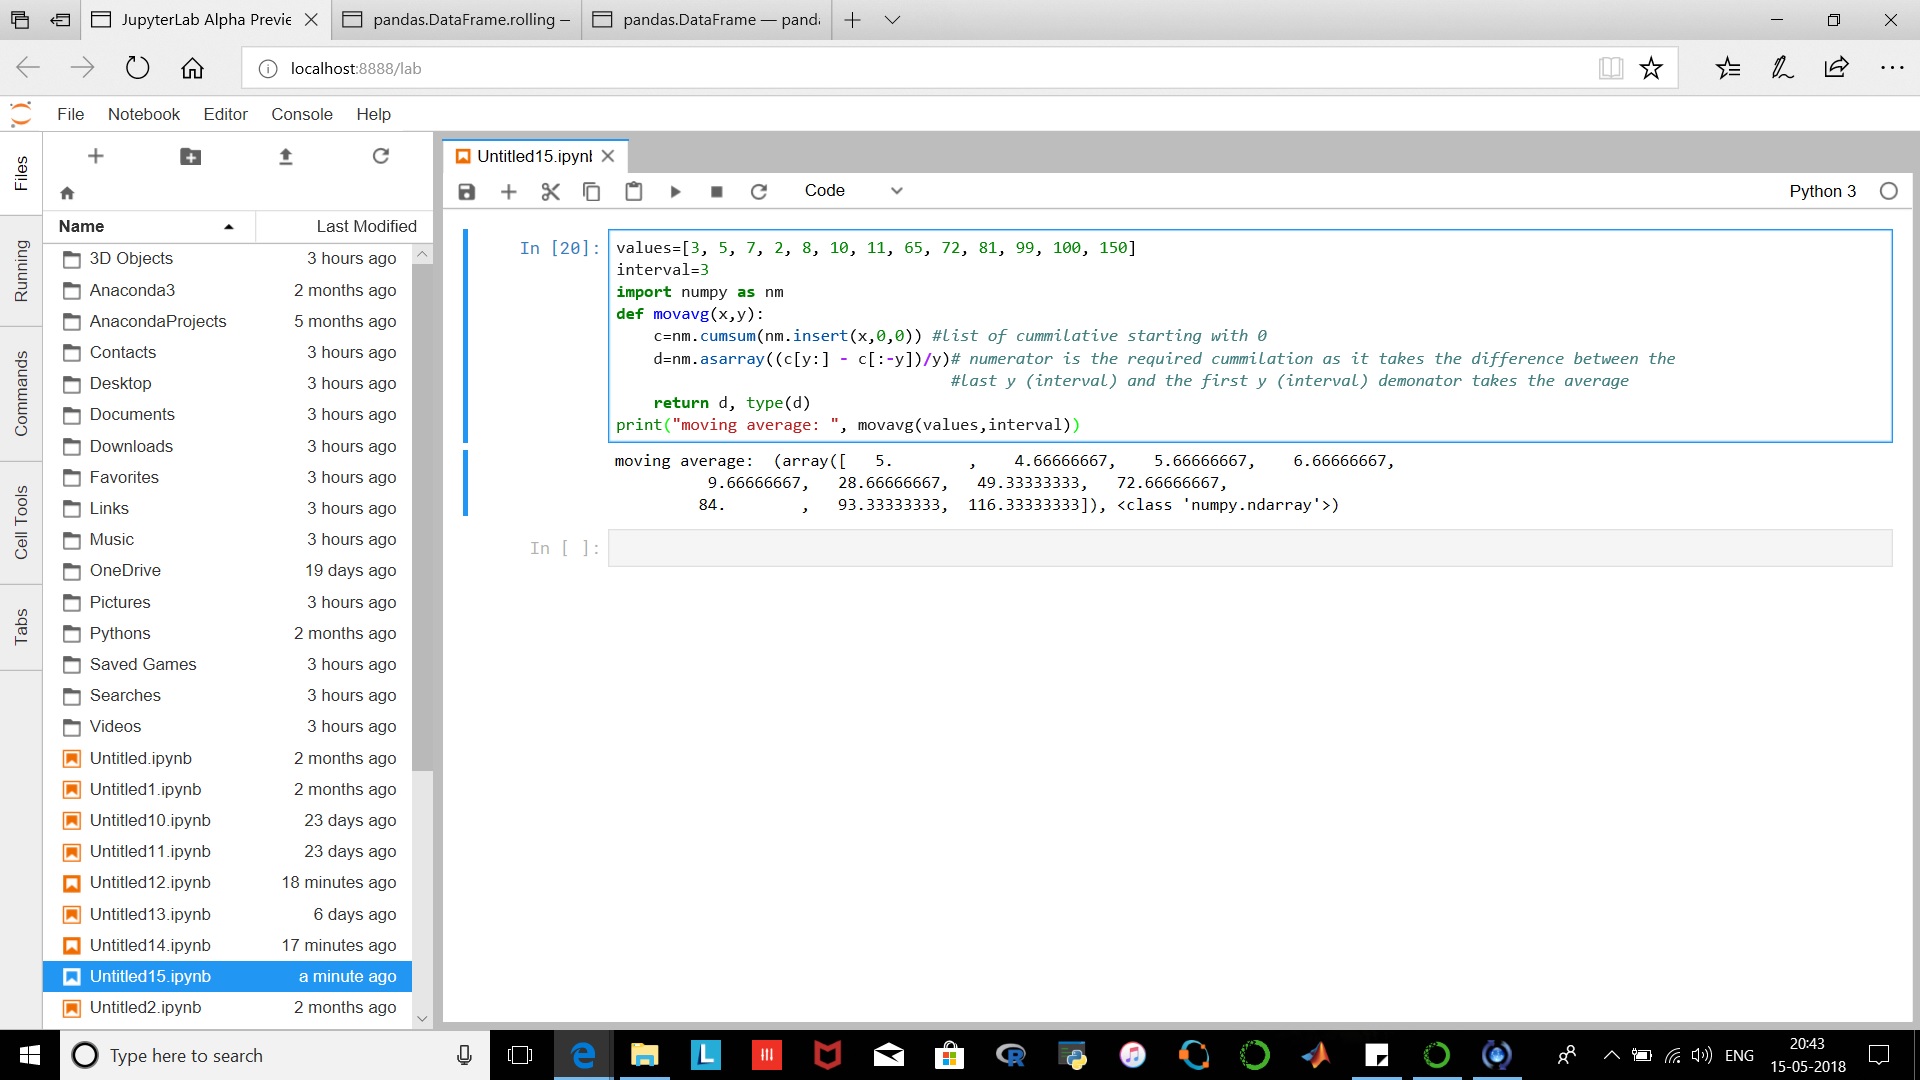 JupyterLab Alpha Previe
pandas.DataFrame.rolling –
pandas.DataFrame — panda
localhost:8888/lab
File Notebook Editor Console Help
Files
Running
Commands
Cell Tools
Tabs
Name Last Modified
3D Objects 3 hours ago
Anaconda3 2 months ago
AnacondaProjects 5 months ago
Contacts 3 hours ago
Desktop 3 hours ago
Documents 3 hours ago
Downloads 3 hours ago
Favorites 3 hours ago
Links 3 hours ago
Music 3 hours ago
OneDrive 19 days ago
Pictures 3 hours ago
Pythons 2 months ago
Saved Games 3 hours ago
Searches 3 hours ago
Videos 3 hours ago
Untitled.ipynb 2 months ago
Untitled1.ipynb 2 months ago
Untitled10.ipynb 23 days ago
Untitled11.ipynb 23 days ago
Untitled12.ipynb 18 minutes ago
Untitled13.ipynb 6 days ago
Untitled14.ipynb 17 minutes ago
Untitled15.ipynb a minute ago
Untitled2.ipynb 2 months ago
Untitled15.ipynb
Code
Python 3
In [20]:
values=[3, 5, 7, 2, 8, 10, 11, 65, 72, 81, 99, 100, 150]
interval=3
import numpy as nm
def movavg(x,y):
    c=nm.cumsum(nm.insert(x,0,0)) #list of cummilative starting with 0
    d=nm.asarray((c[y:] - c[:-y])/y)# numerator is the required cummilation as it takes the difference between the
                                    #last y (interval) and the first y (interval) demonator takes the average
    return d, type(d)
print("moving average: ", movavg(values,interval))
moving average:  (array([   5.        ,    4.66666667,    5.66666667,    6.66666667,
          9.66666667,   28.66666667,   49.33333333,   72.66666667,
         84.        ,   93.33333333,  116.33333333]), <class 'numpy.ndarray'>)
In [ ]:
Type here to search
L
R
ENG
20:43
15-05-2018